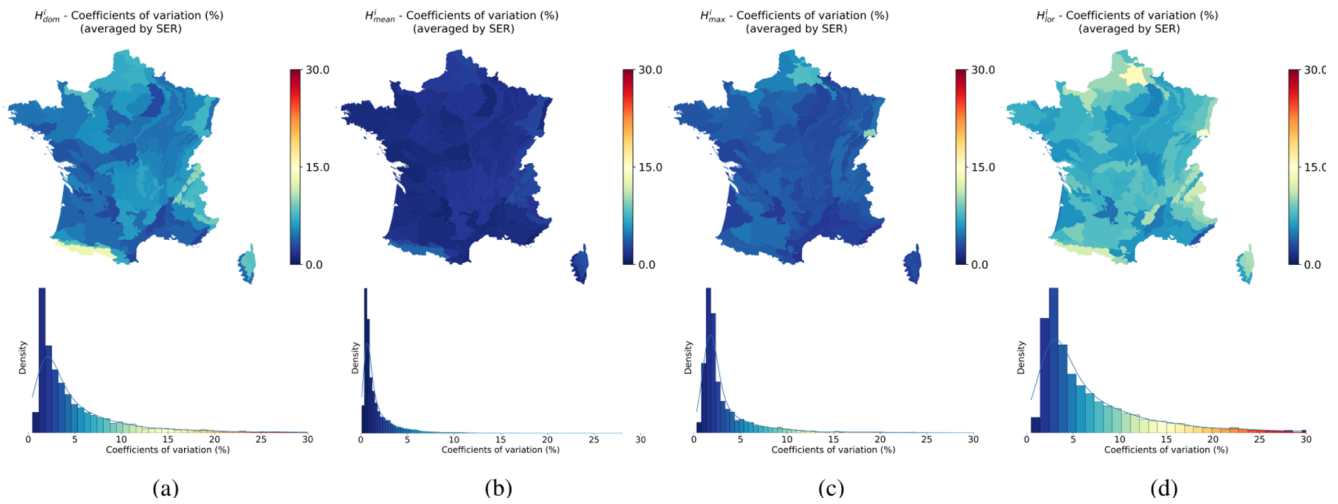 H^i_dom - Coefficients of variation (%)
(averaged by SER)
30.0
15.0
0.0
Density
0 5 10 15 20 25 30
Coefficients of variation (%)
(a)
H^i_mean - Coefficients of variation (%)
(averaged by SER)
30.0
15.0
0.0
Density
0 5 10 15 20 25 30
Coefficients of variation (%)
(b)
H^i_max - Coefficients of variation (%)
(averaged by SER)
30.0
15.0
0.0
Density
0 5 10 15 20 25 30
Coefficients of variation (%)
(c)
H^i_lor - Coefficients of variation (%)
(averaged by SER)
30.0
15.0
0.0
Density
0 5 10 15 20 25 30
Coefficients of variation (%)
(d)